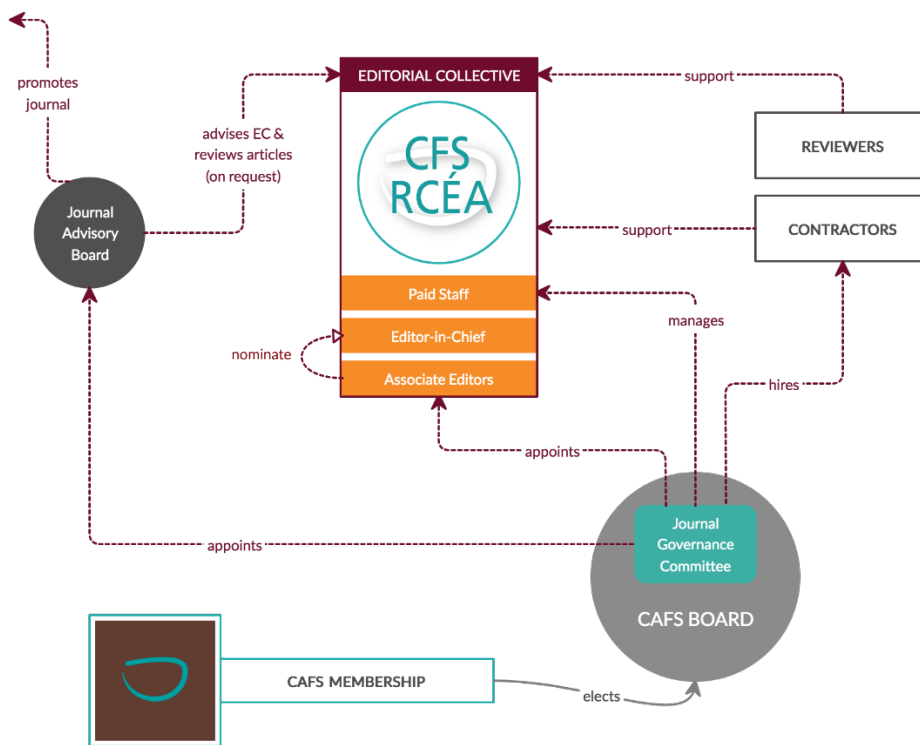 promotes
journal
EDITORIAL COLLECTIVE
support
advises EC &
reviews articles
(on request)
CFS
RCÉA
REVIEWERS
Journal
Advisory
Board
support
CONTRACTORS
Paid Staff
manages
Editor-in-Chief
nominate
Associate Editors
hires
appoints
Journal
Governance
Committee
appoints
CAFS BOARD
CAFS MEMBERSHIP
elects